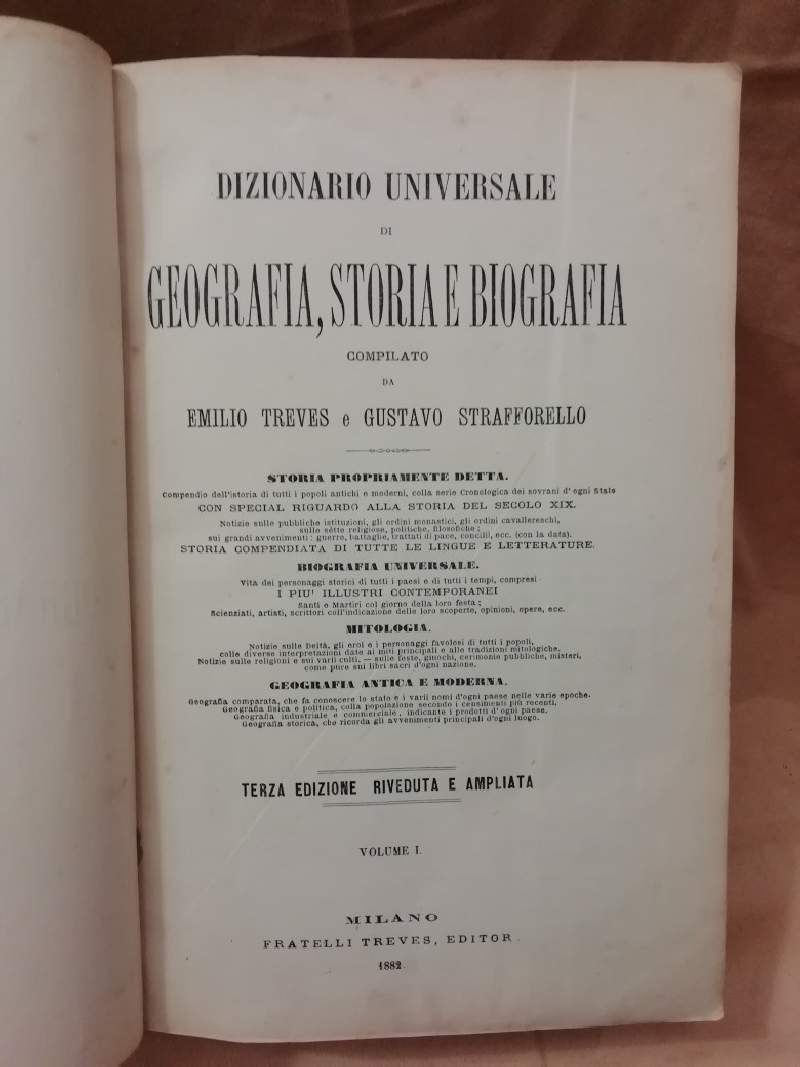 DIZIONARIO UNIVERSALE
DI
GEOGRAFIA, STORIA E BIOGRAFIA
COMPILATO
DA
EMILIO TREVES e GUSTAVO STRAFFORELLO
STORIA PROPRIAMENTE DETTA.
Compendio dell'istoria di tutti i popoli antichi e moderni, colla serie Cronologica dei sovrani d'ogni Stato
CON SPECIAL RIGUARDO ALLA STORIA DEL SECOLO XIX.
Notizie sulle pubbliche istituzioni, gli ordini monastici, gli ordini cavallereschi,
sulle sètte religiose, politiche, filosofiche;
sui grandi avvenimenti: guerre, battaglie, trattati di pace, concilii, ecc. (con la data).
STORIA COMPENDIATA DI TUTTE LE LINGUE E LETTERATURE.
BIOGRAFIA UNIVERSALE.
Vita dei personaggi storici di tutti i paesi e di tutti i tempi, compresi
I PIU' ILLUSTRI CONTEMPORANEI
Santi e Martiri col giorno della loro festa;
Scienziati, artisti, scrittori coll'indicazione delle loro scoperte, opinioni, opere, ecc.
MITOLOGIA.
Notizie sulle Deità, gli eroi e i personaggi favolosi di tutti i popoli,
colle diverse interpretazioni date ai miti principali e alle tradizioni mitologiche.
Notizie sulle religioni e sui varii culti, — sulle feste, giuochi, cerimonie pubbliche, misteri,
come pure sui libri sacri d'ogni nazione.
GEOGRAFIA ANTICA E MODERNA.
Geografia comparata, che fa conoscere lo stato e i varii nomi d'ogni paese nelle varie epoche.
Geografia fisica e politica, colla popolazione secondo i censimenti più recenti.
Geografia industriale e commerciale, indicante i prodotti d'ogni paese.
Geografia storica, che ricorda gli avvenimenti principali d'ogni luogo.
TERZA EDIZIONE RIVEDUTA E AMPLIATA
VOLUME I.
MILANO
FRATELLI TREVES, EDITOR
1882.